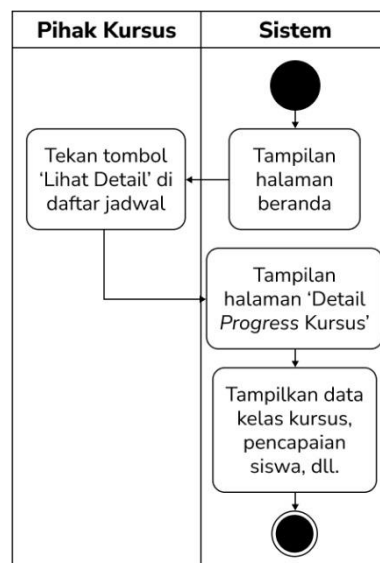 Pihak Kursus
Sistem
Tampilan
halaman
beranda
Tekan tombol
‘Lihat Detail’ di
daftar jadwal
Tampilan
halaman ‘Detail
Progress Kursus’
Tampilkan data
kelas kursus,
pencapaian
siswa, dll.